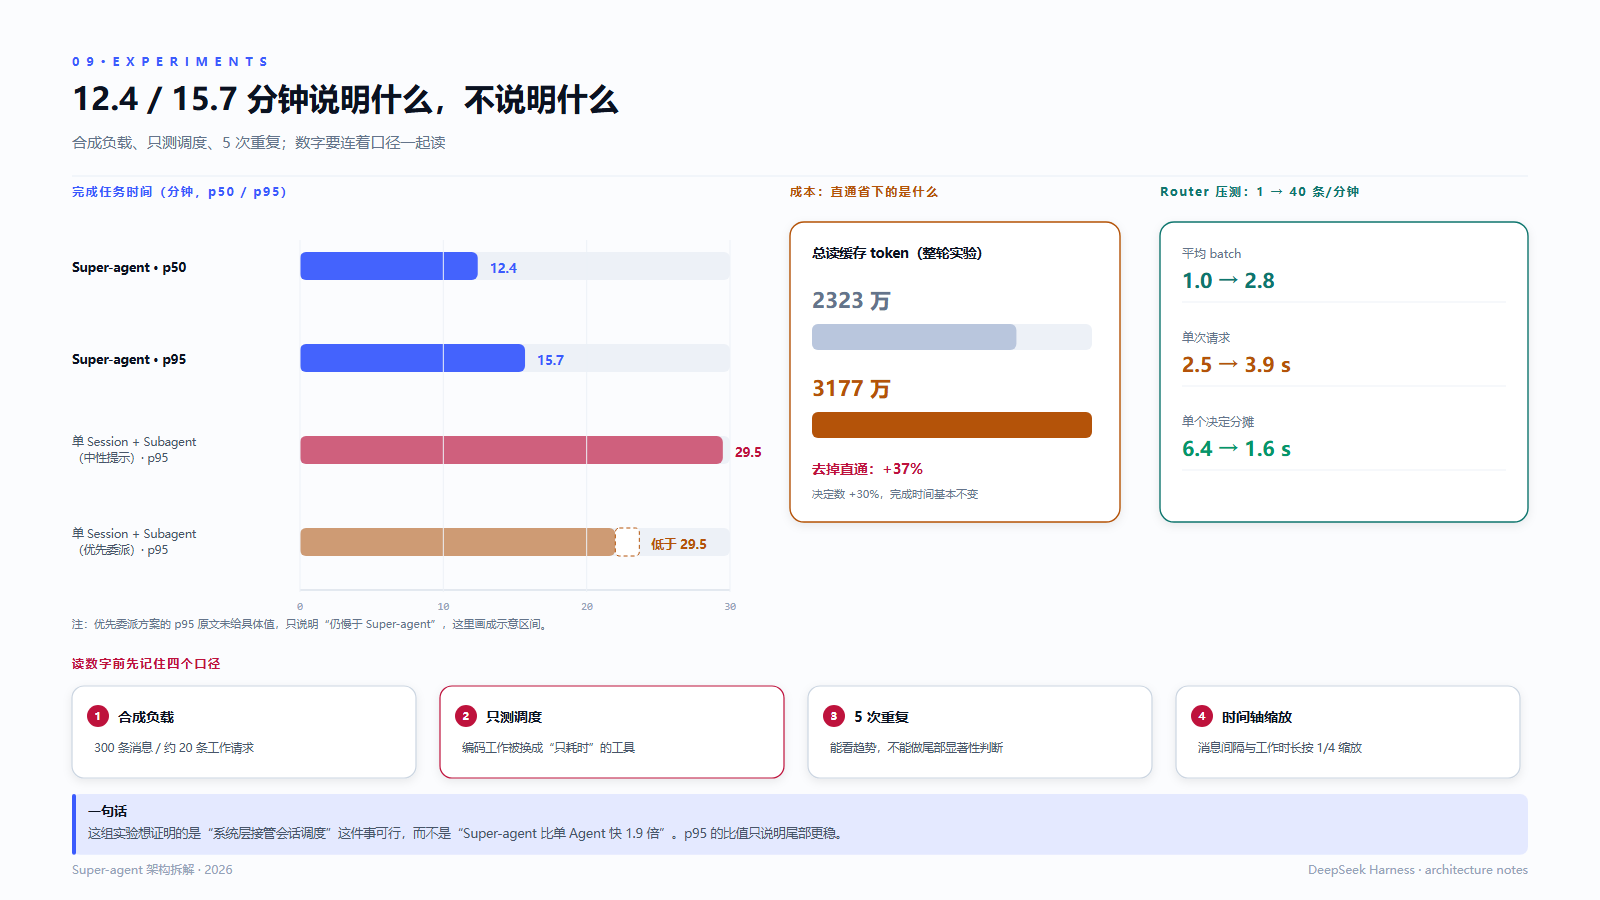 09·EXPERIMENTS
12.4 / 15.7 分钟说明什么，不说明什么
合成负载、只测调度、5 次重复；数字要连着口径一起读
完成任务时间（分钟，p50 / p95）
Super-agent • p50
12.4
Super-agent • p95
15.7
单 Session + Subagent
（中性提示）· p95
29.5
单 Session + Subagent
（优先委派）· p95
低于 29.5
0 10 20 30
注：优先委派方案的 p95 原文未给具体值，只说明“仍慢于 Super-agent”，这里画成示意区间。
成本：直通省下的是什么
总读缓存 token（整轮实验）
2323 万
3177 万
去掉直通：+37%
决定数 +30%，完成时间基本不变
Router 压测：1 → 40 条/分钟
平均 batch
1.0 → 2.8
单次请求
2.5 → 3.9 s
单个决定分摊
6.4 → 1.6 s
读数字前先记住四个口径
1 合成负载
300 条消息 / 约 20 条工作请求
2 只测调度
编码工作被换成“只耗时”的工具
3 5 次重复
能看趋势，不能做尾部显著性判断
4 时间轴缩放
消息间隔与工作时长按 1/4 缩放
一句话
这组实验想证明的是“系统层接管会话调度”这件事可行，而不是“Super-agent 比单 Agent 快 1.9 倍”。p95 的比值只说明尾部更稳。
Super-agent 架构拆解 · 2026
DeepSeek Harness · architecture notes